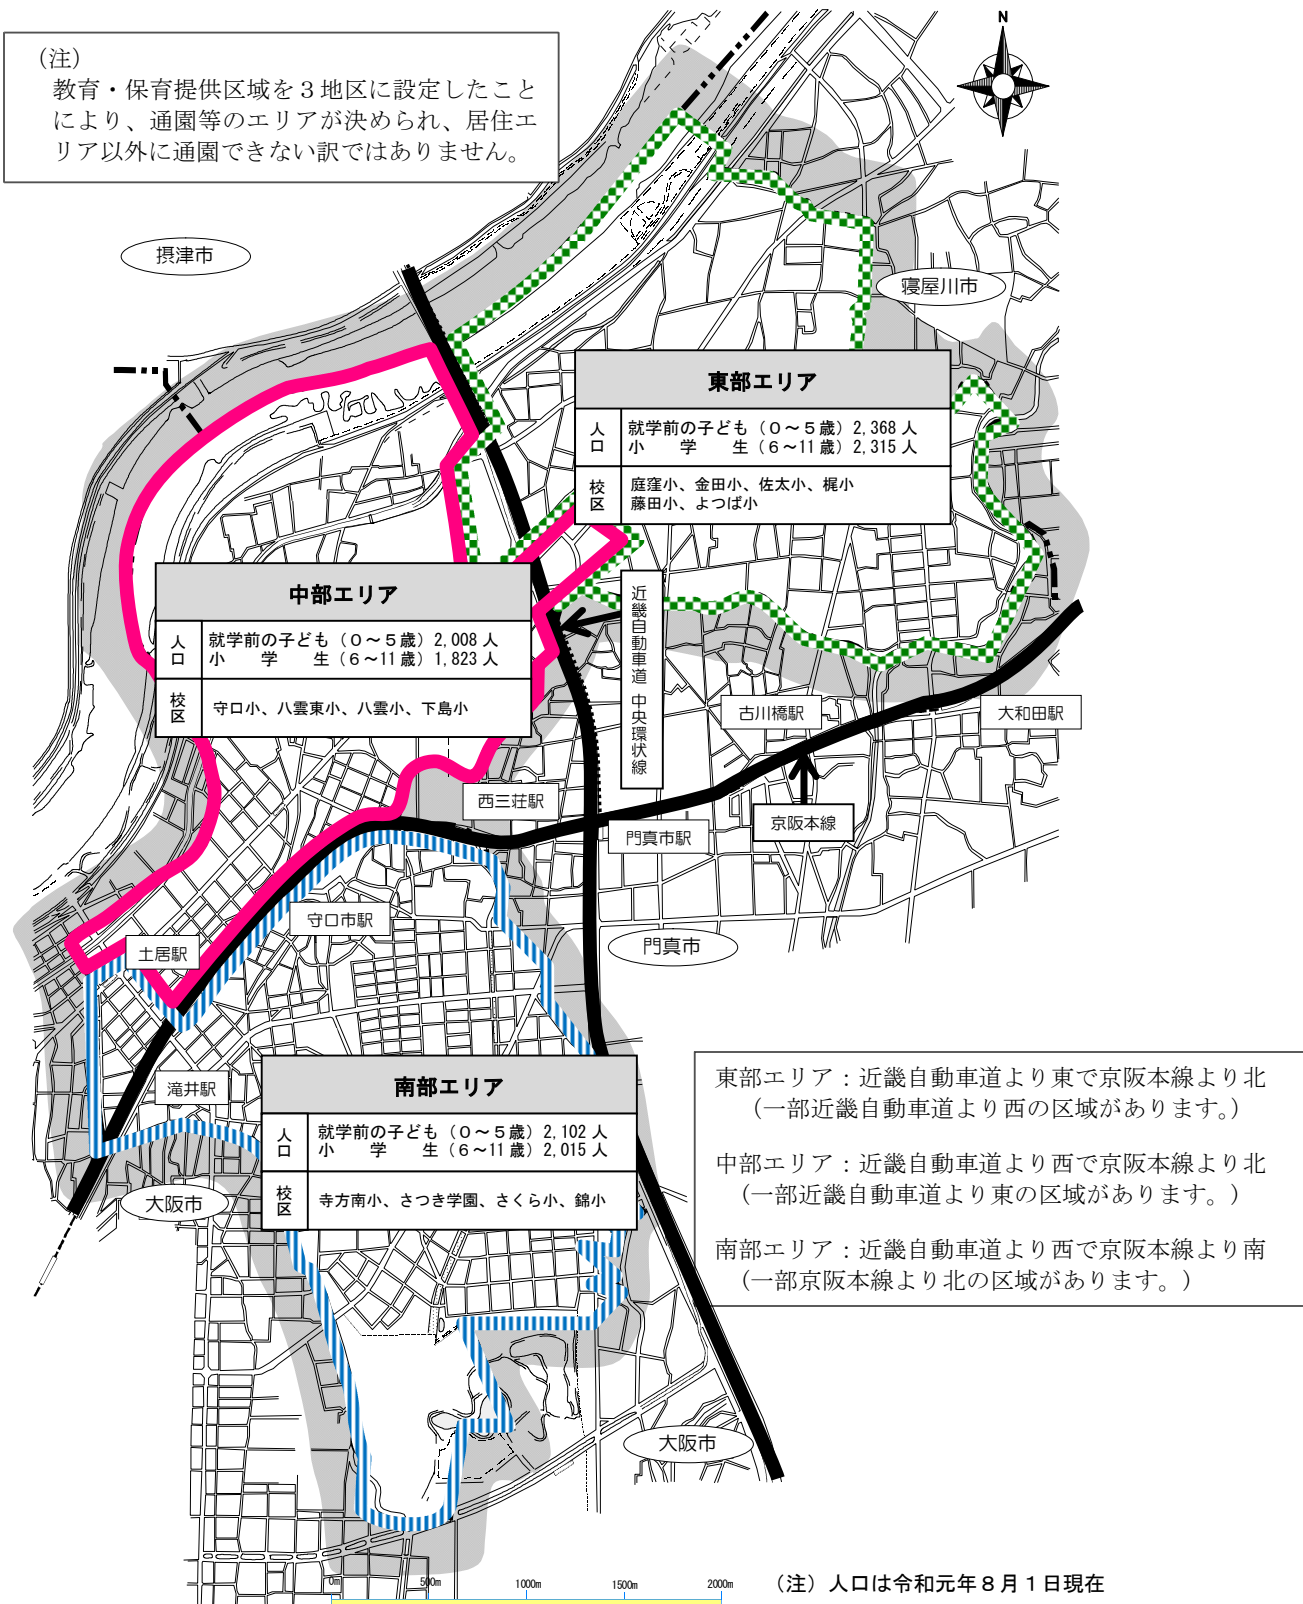 （注）
教育・保育提供区域を３地区に設定したこと
により、通園等のエリアが決められ、居住エ
リア以外に通園できない訳ではありません。
N
摂津市
寝屋川市
東部エリア
人口
就学前の子ども（０～５歳）2,368 人
小　学　生（６～11 歳）2,315 人
校区
庭窪小、金田小、佐太小、梶小
藤田小、よつば小
中部エリア
人口
就学前の子ども（０～５歳）2,008 人
小　学　生（６～11 歳）1,823 人
校区
守口小、八雲東小、八雲小、下島小
近畿自動車道 中央環状線
古川橋駅
大和田駅
西三荘駅
門真市駅
京阪本線
守口市駅
土居駅
門真市
滝井駅
大阪市
南部エリア
人口
就学前の子ども（０～５歳）2,102 人
小　学　生（６～11 歳）2,015 人
校区
寺方南小、さつき学園、さくら小、錦小
東部エリア：近畿自動車道より東で京阪本線より北
（一部近畿自動車道より西の区域があります。）
中部エリア：近畿自動車道より西で京阪本線より北
（一部近畿自動車道より東の区域があります。）
南部エリア：近畿自動車道より西で京阪本線より南
（一部京阪本線より北の区域があります。）
大阪市
0m 500m 1000m 1500m 2000m
（注）人口は令和元年８月１日現在